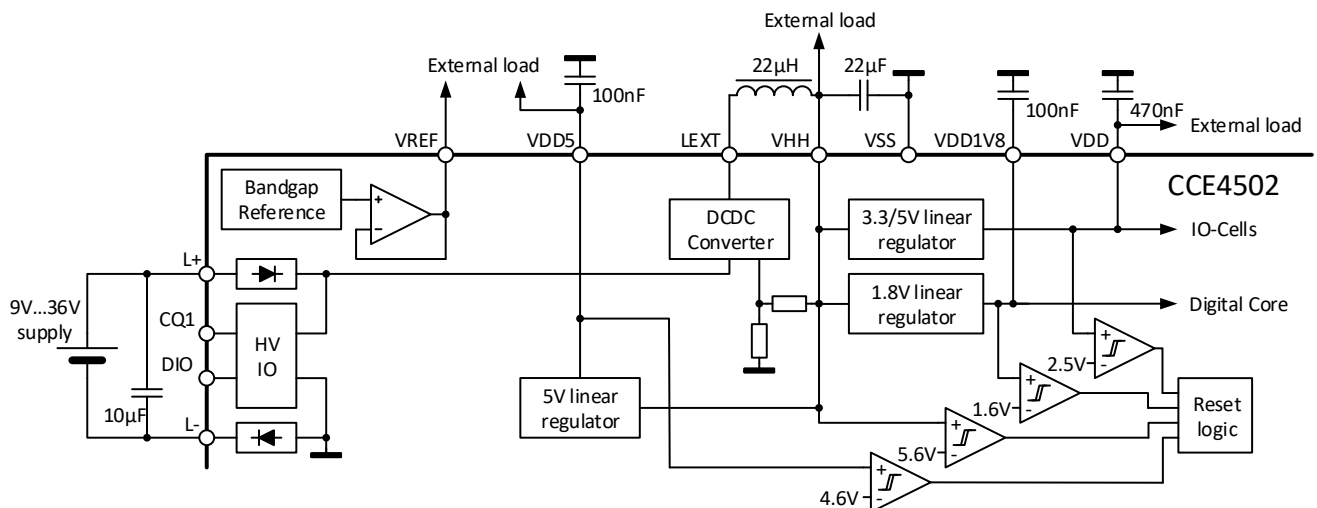 External load
External load
22µH
22µF
100nF
100nF
470nF
External load
VREF
VDD5
LEXT
VHH
VSS
VDD1V8
VDD
CCE4502
Bandgap
Reference
+
-
DCDC
Converter
3.3/5V linear
regulator
IO-Cells
L+
9V...36V
supply
CQ1
DIO
HV
IO
1.8V linear
regulator
Digital Core
10µF
L-
5V linear
regulator
+
2.5V
-
+
1.6V
-
+
5.6V
-
+
4.6V
-
Reset
logic